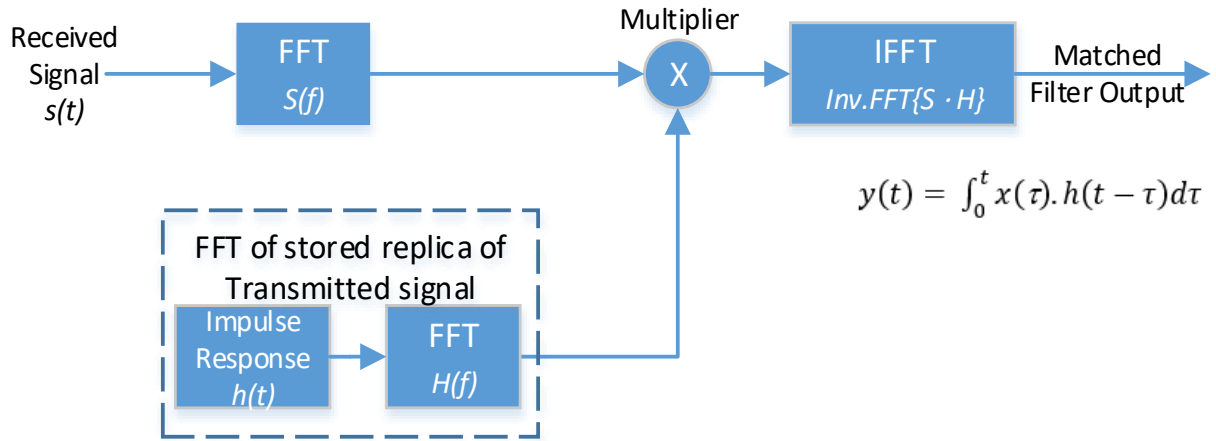 Received
Signal
s(t)
FFT
S(f)
Multiplier
X
IFFT
Inv.FFT{S · H}
Matched
Filter Output
y(t) = ∫₀ᵗ x(τ). h(t − τ)dτ
FFT of stored replica of
Transmitted signal
Impulse
Response
h(t)
FFT
H(f)